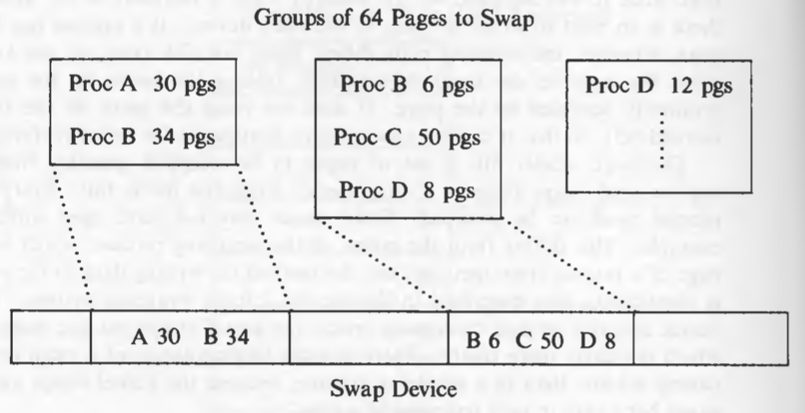 Groups of 64 Pages to Swap
Proc A 30 pgs
Proc B 34 pgs
Proc B 6 pgs
Proc C 50 pgs
Proc D 8 pgs
Proc D 12 pgs
A 30 B 34
B 6 C 50 D 8
Swap Device